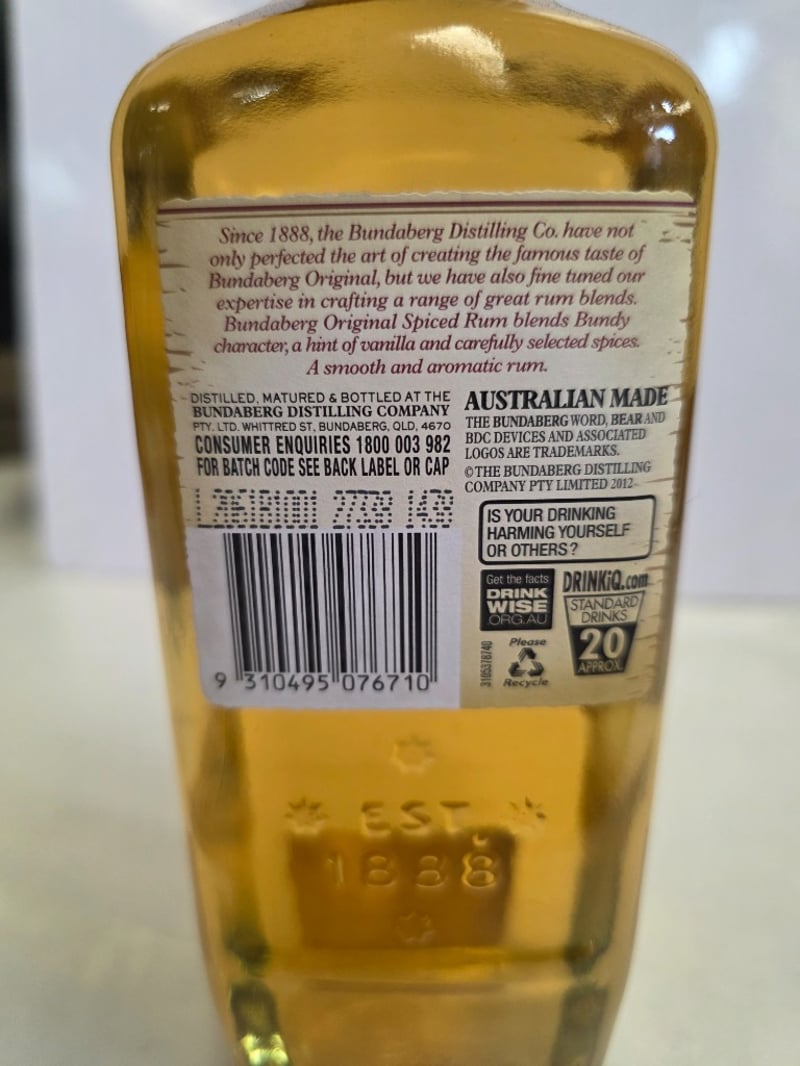 Since 1888, the Bundaberg Distilling Co. have not
only perfected the art of creating the famous taste of
Bundaberg Original, but we have also fine tuned our
expertise in crafting a range of great rum blends.
Bundaberg Original Spiced Rum blends Bundy
character, a hint of vanilla and carefully selected spices.
A smooth and aromatic rum.
DISTILLED, MATURED & BOTTLED AT THE
BUNDABERG DISTILLING COMPANY
PTY. LTD. WHITTRED ST, BUNDABERG, QLD, 4670
CONSUMER ENQUIRIES 1800 003 982
FOR BATCH CODE SEE BACK LABEL OR CAP
9 310495 076710
AUSTRALIAN MADE
THE BUNDABERG WORD, BEAR AND
BDC DEVICES AND ASSOCIATED
LOGOS ARE TRADEMARKS.
© THE BUNDABERG DISTILLING
COMPANY PTY LIMITED 2012
IS YOUR DRINKING
HARMING YOURSELF
OR OTHERS?
Get the facts
DRINK
WISE
.ORG.AU
DRINKiQ.com
STANDARD
DRINKS
20
APPROX.
Please
Recycle
EST.
1888